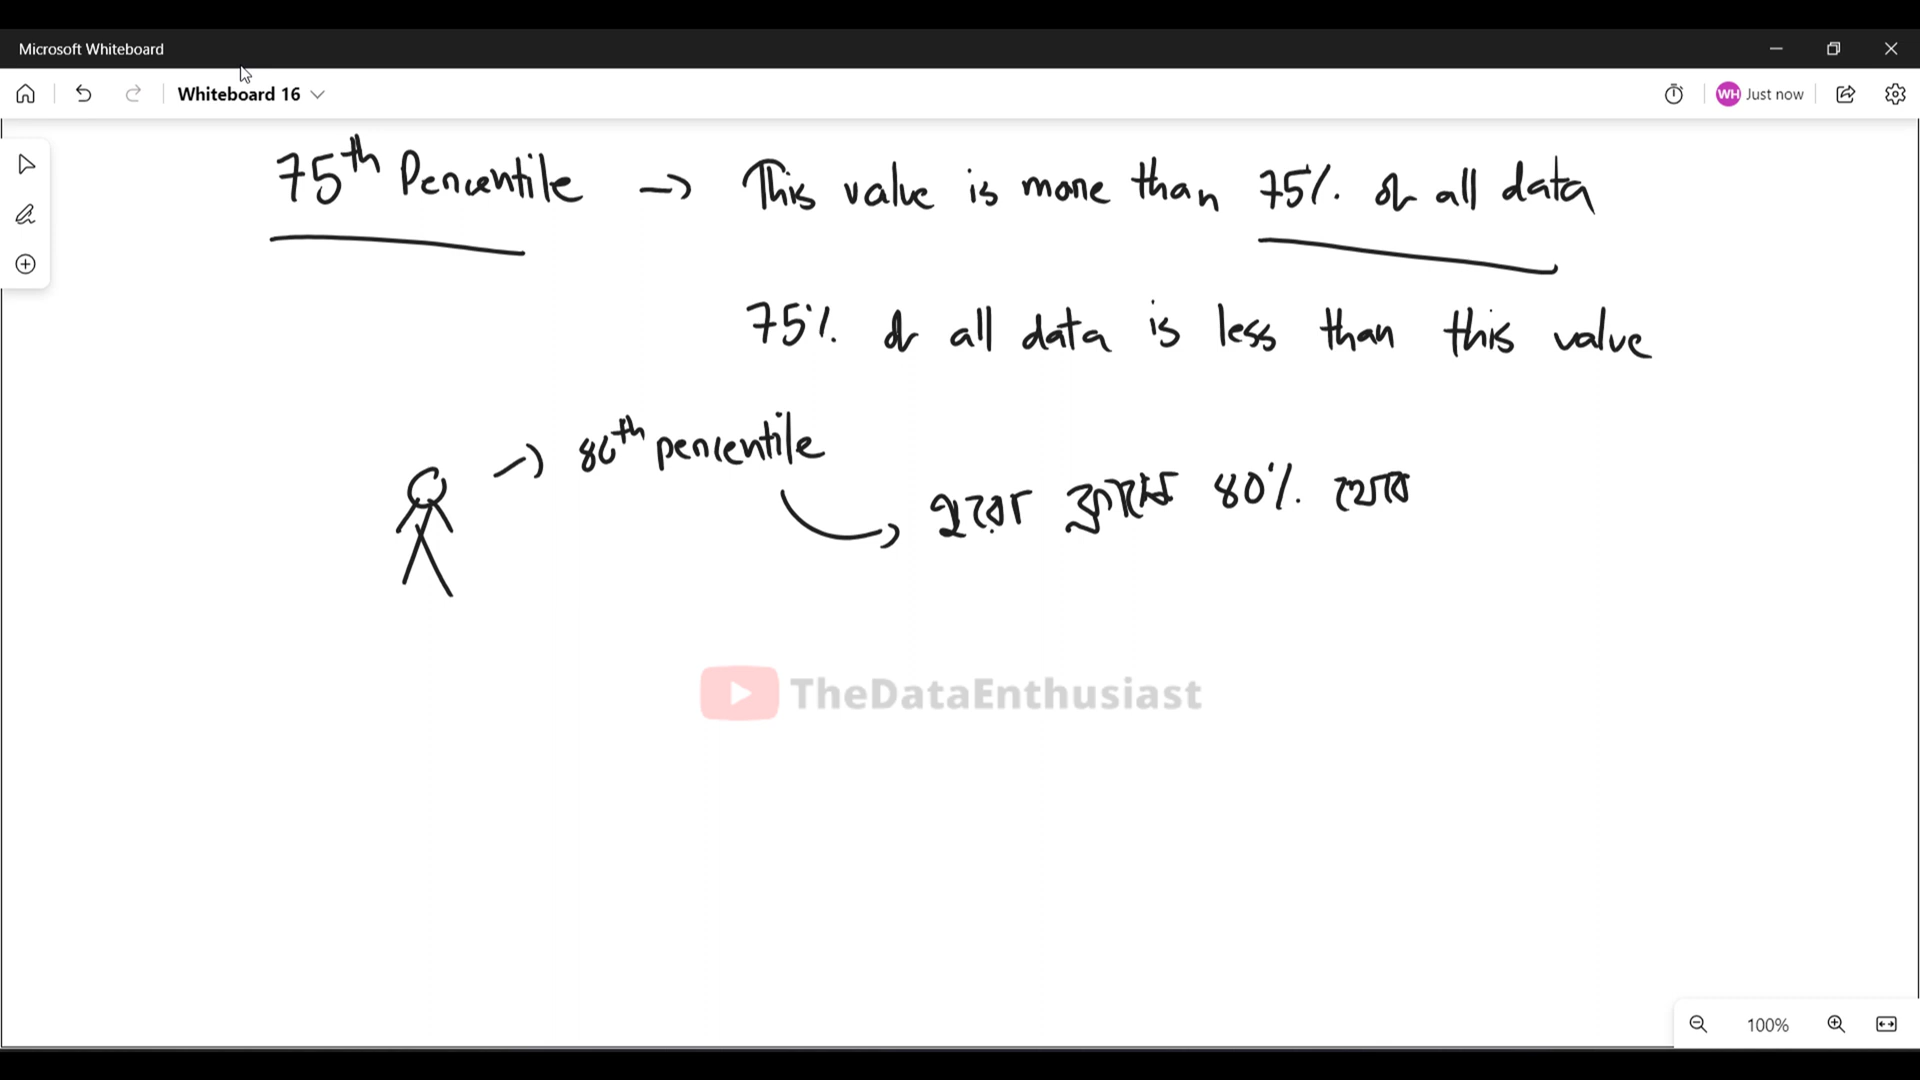 Microsoft Whiteboard
Whiteboard 16
WH Just now
75th Percentile → This value is more than 75% of all data
75% of all data is less than this value
→ 80th percentile
→ 80% লোক
TheDataEnthusiast
100%